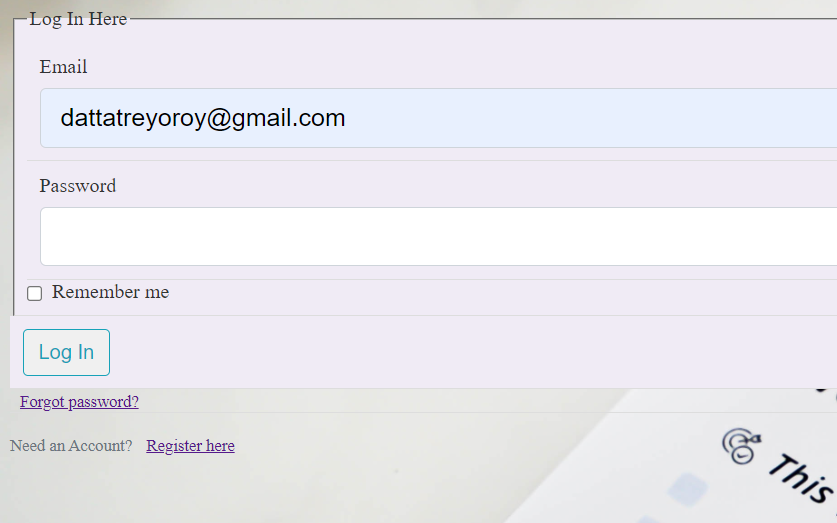 Log In Here
Email
dattatreyoroy@gmail.com
Password
Remember me
Log In
Forgot password?
Need an Account? Register here
This